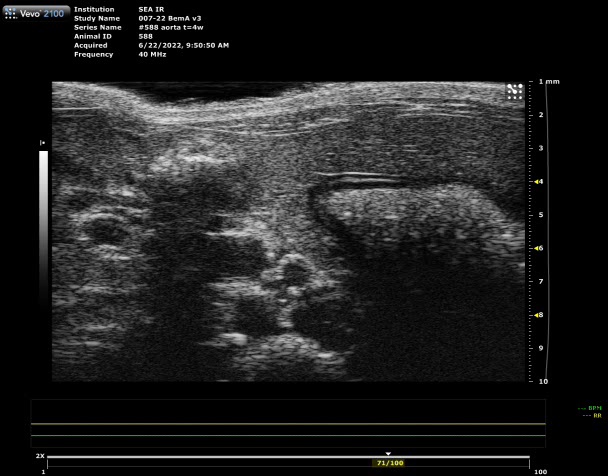 Vevo 2100
Institution SEA IR
Study Name 007-22 BemA v3
Series Name #588 aorta t=4w
Animal ID 588
Acquired 6/22/2022, 9:50:50 AM
Frequency 40 MHz
1 mm
2
3
4
5
6
7
8
9
10
--- BPM
--- RR
2X
71/100
1 100